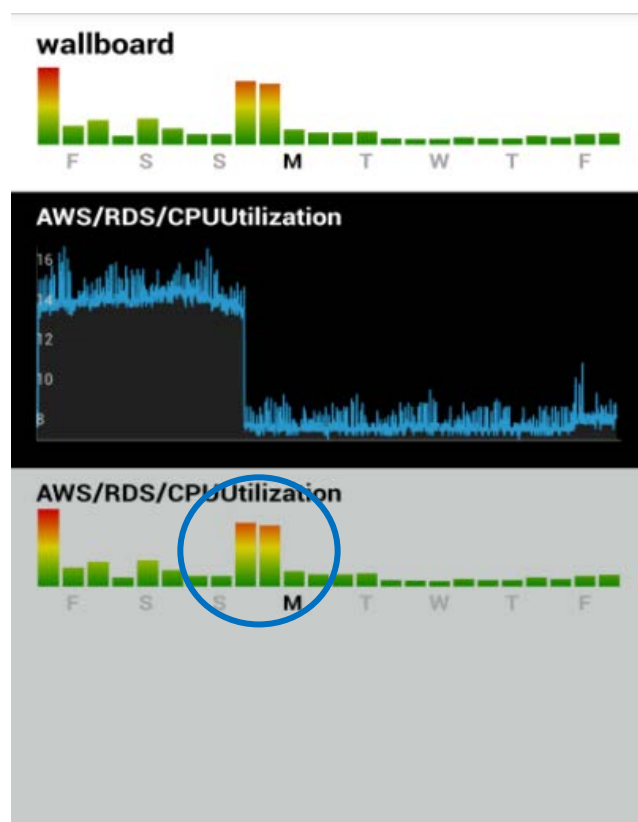 wallboard
F S S M T W T F
AWS/RDS/CPUUtilization
16
14
12
10
8
AWS/RDS/CPUUtilization
F S S M T W T F